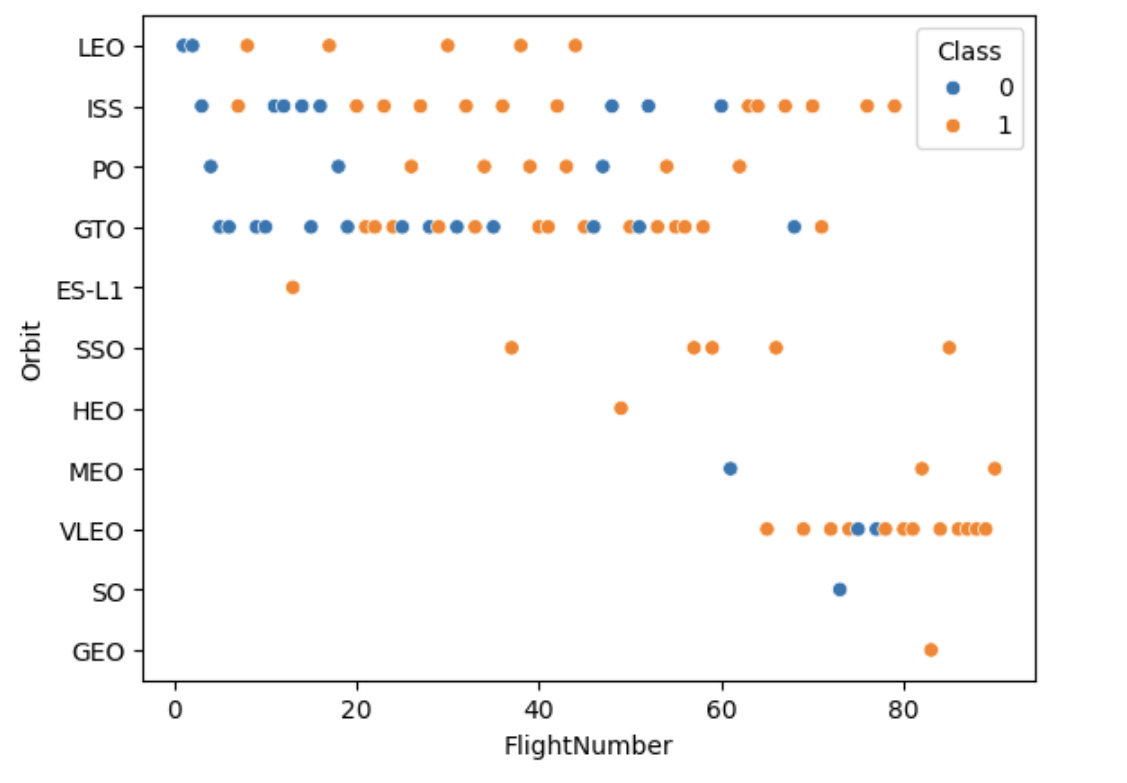 LEO
ISS
PO
GTO
ES-L1
SSO
HEO
MEO
VLEO
SO
GEO
Orbit
Class
0
1
0 20 40 60 80
FlightNumber